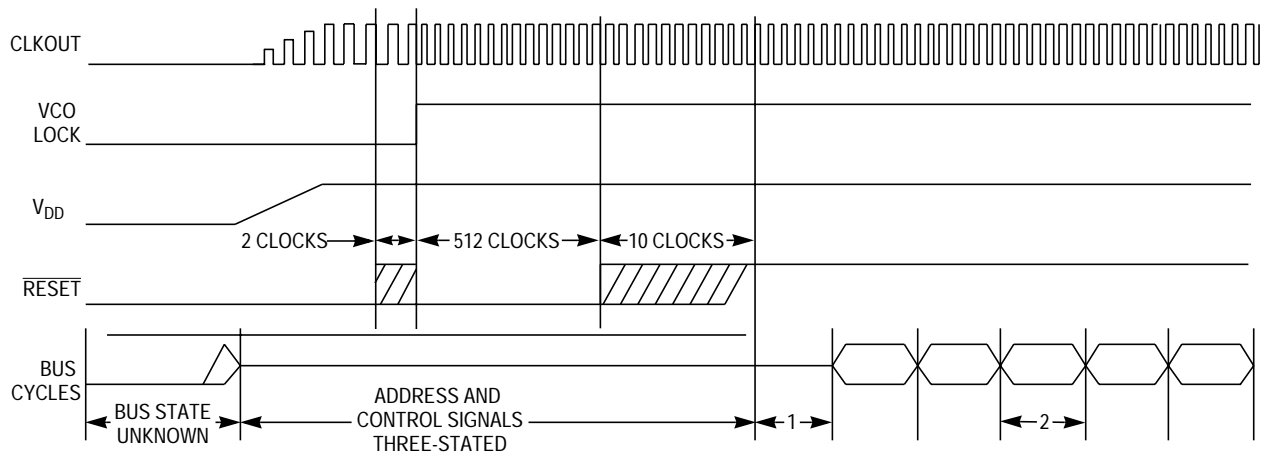 CLKOUT
VCO
LOCK
VDD
2 CLOCKS
512 CLOCKS
10 CLOCKS
RESET
BUS
CYCLES
BUS STATE
UNKNOWN
ADDRESS AND
CONTROL SIGNALS
THREE-STATED
1
2